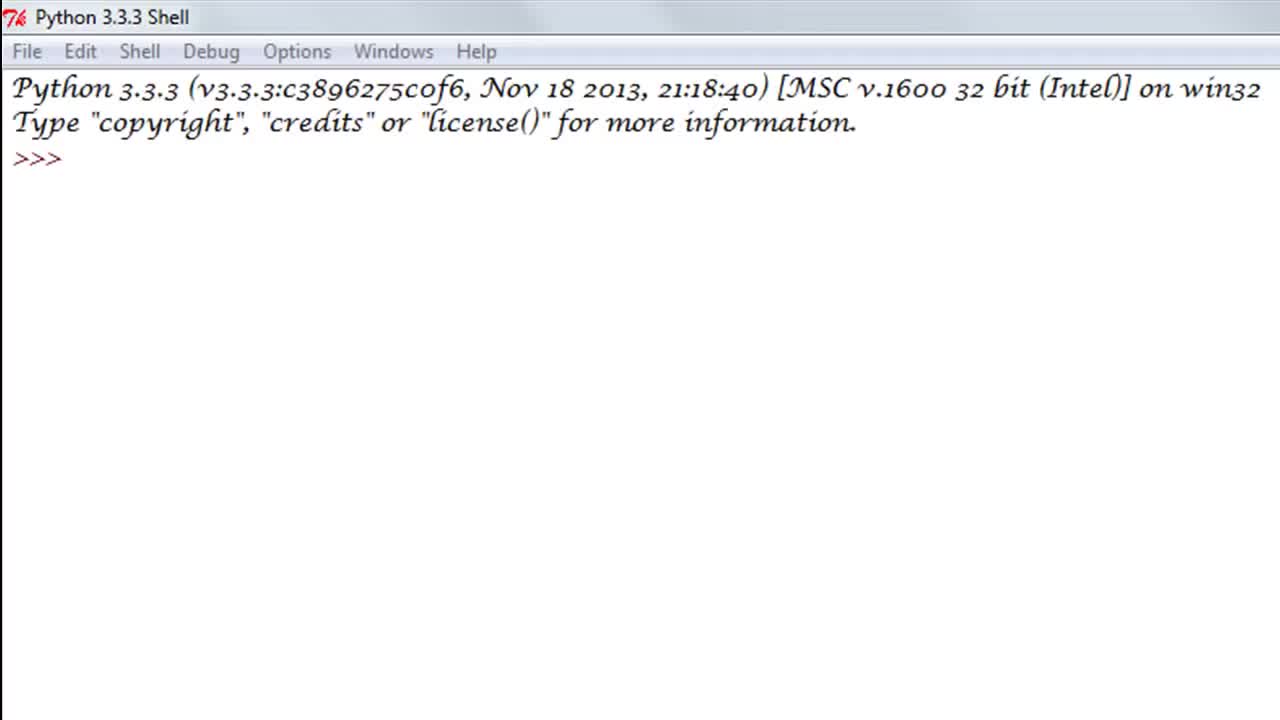 Python 3.3.3 Shell
File Edit Shell Debug Options Windows Help
Python 3.3.3 (v3.3.3:c3896275c0f6, Nov 18 2013, 21:18:40) [MSC v.1600 32 bit (Intel)] on win32
Type "copyright", "credits" or "license()" for more information.
>>>